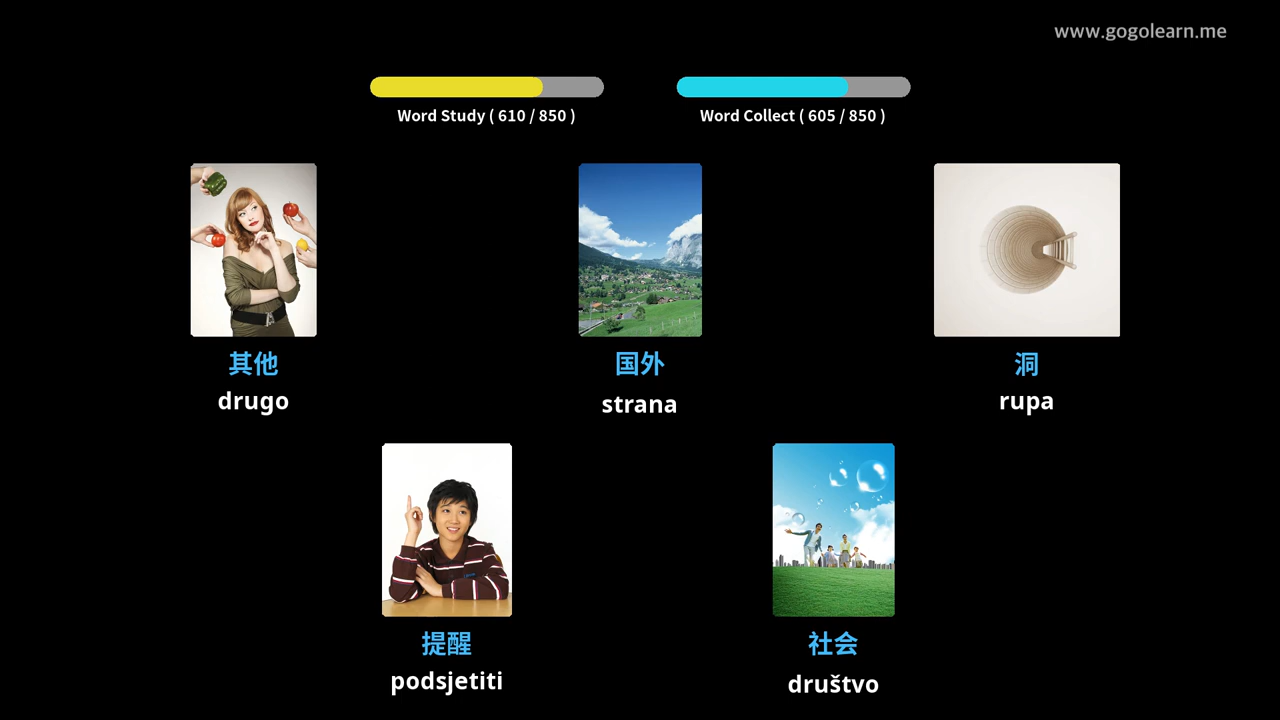 www.gogolearn.me
Word Study ( 610 / 850 )
Word Collect ( 605 / 850 )
其他
drugo
国外
strana
洞
rupa
提醒
podsjetiti
社会
društvo